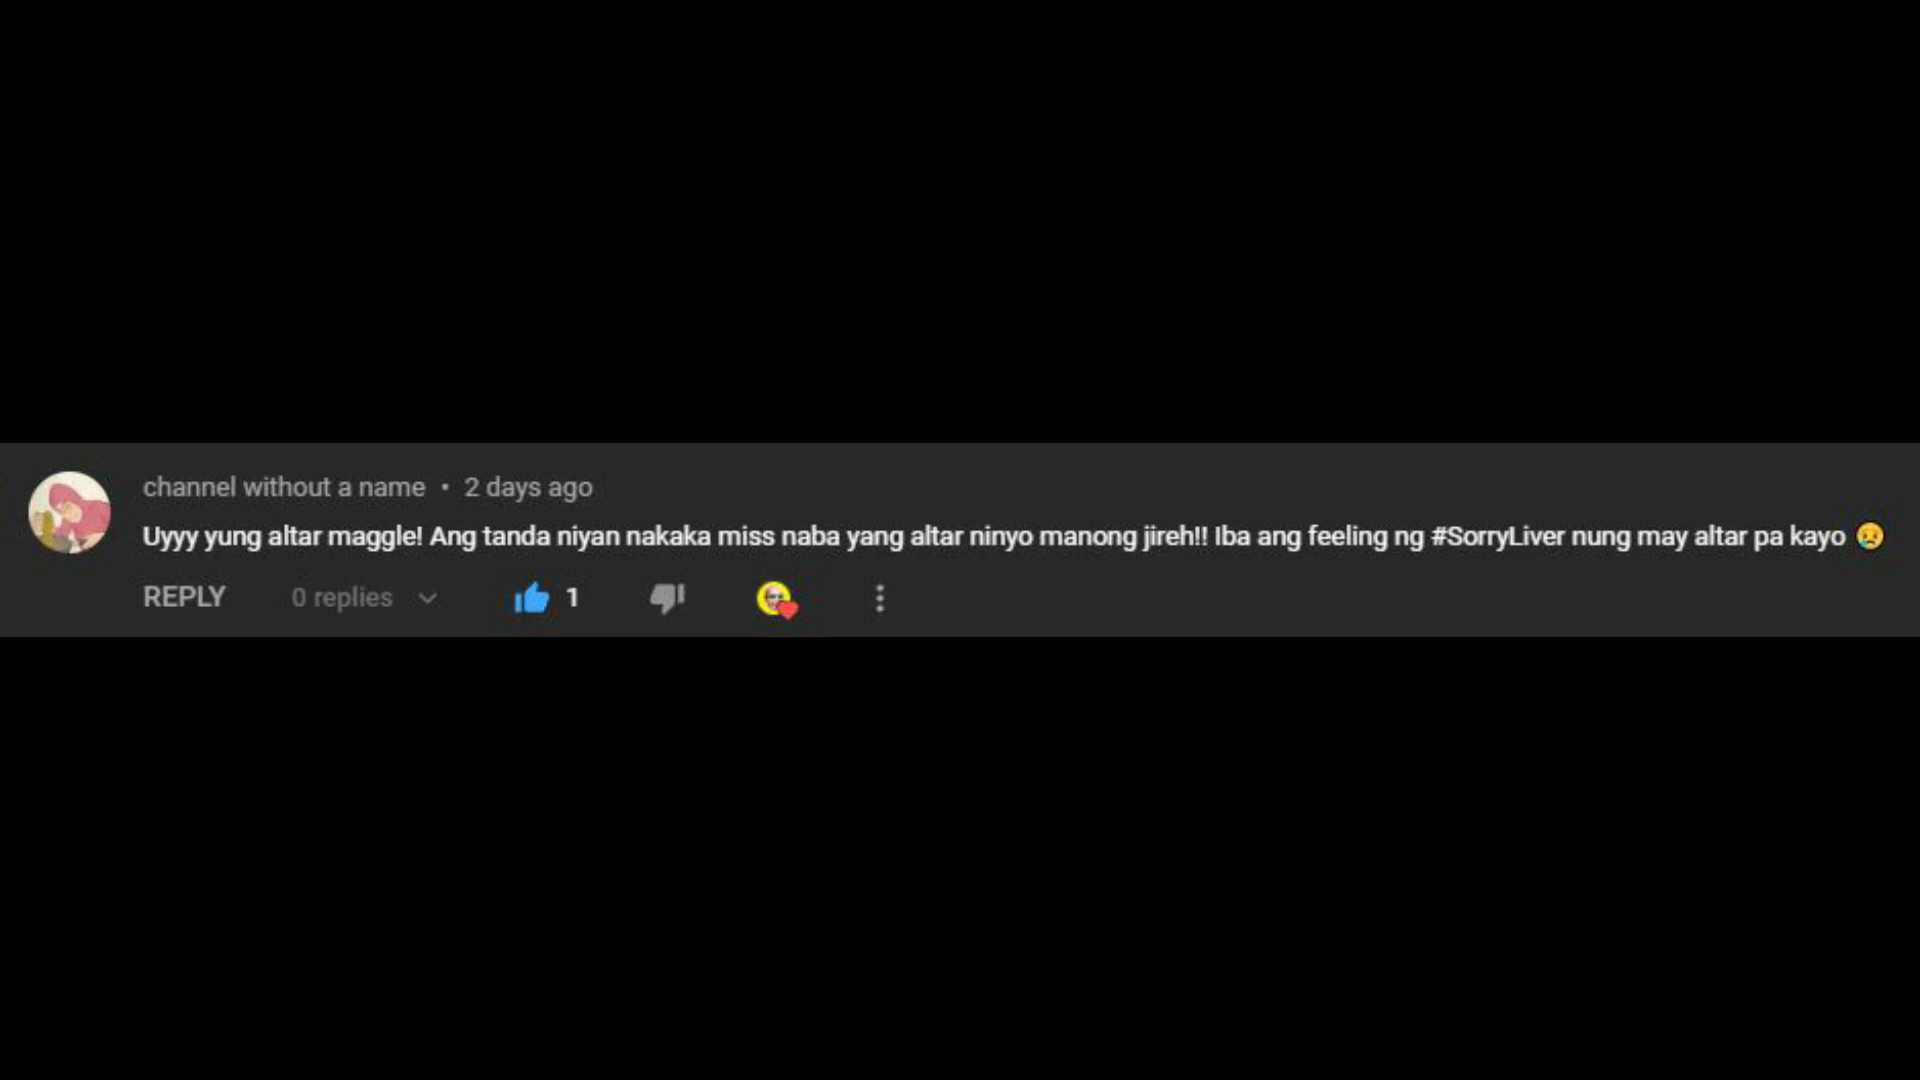 channel without a name • 2 days ago
Uyyy yung altar maggle! Ang tanda niyan nakaka miss naba yang altar ninyo manong jireh!! Iba ang feeling ng #SorryLiver nung may altar pa kayo 😥
REPLY 0 replies 1